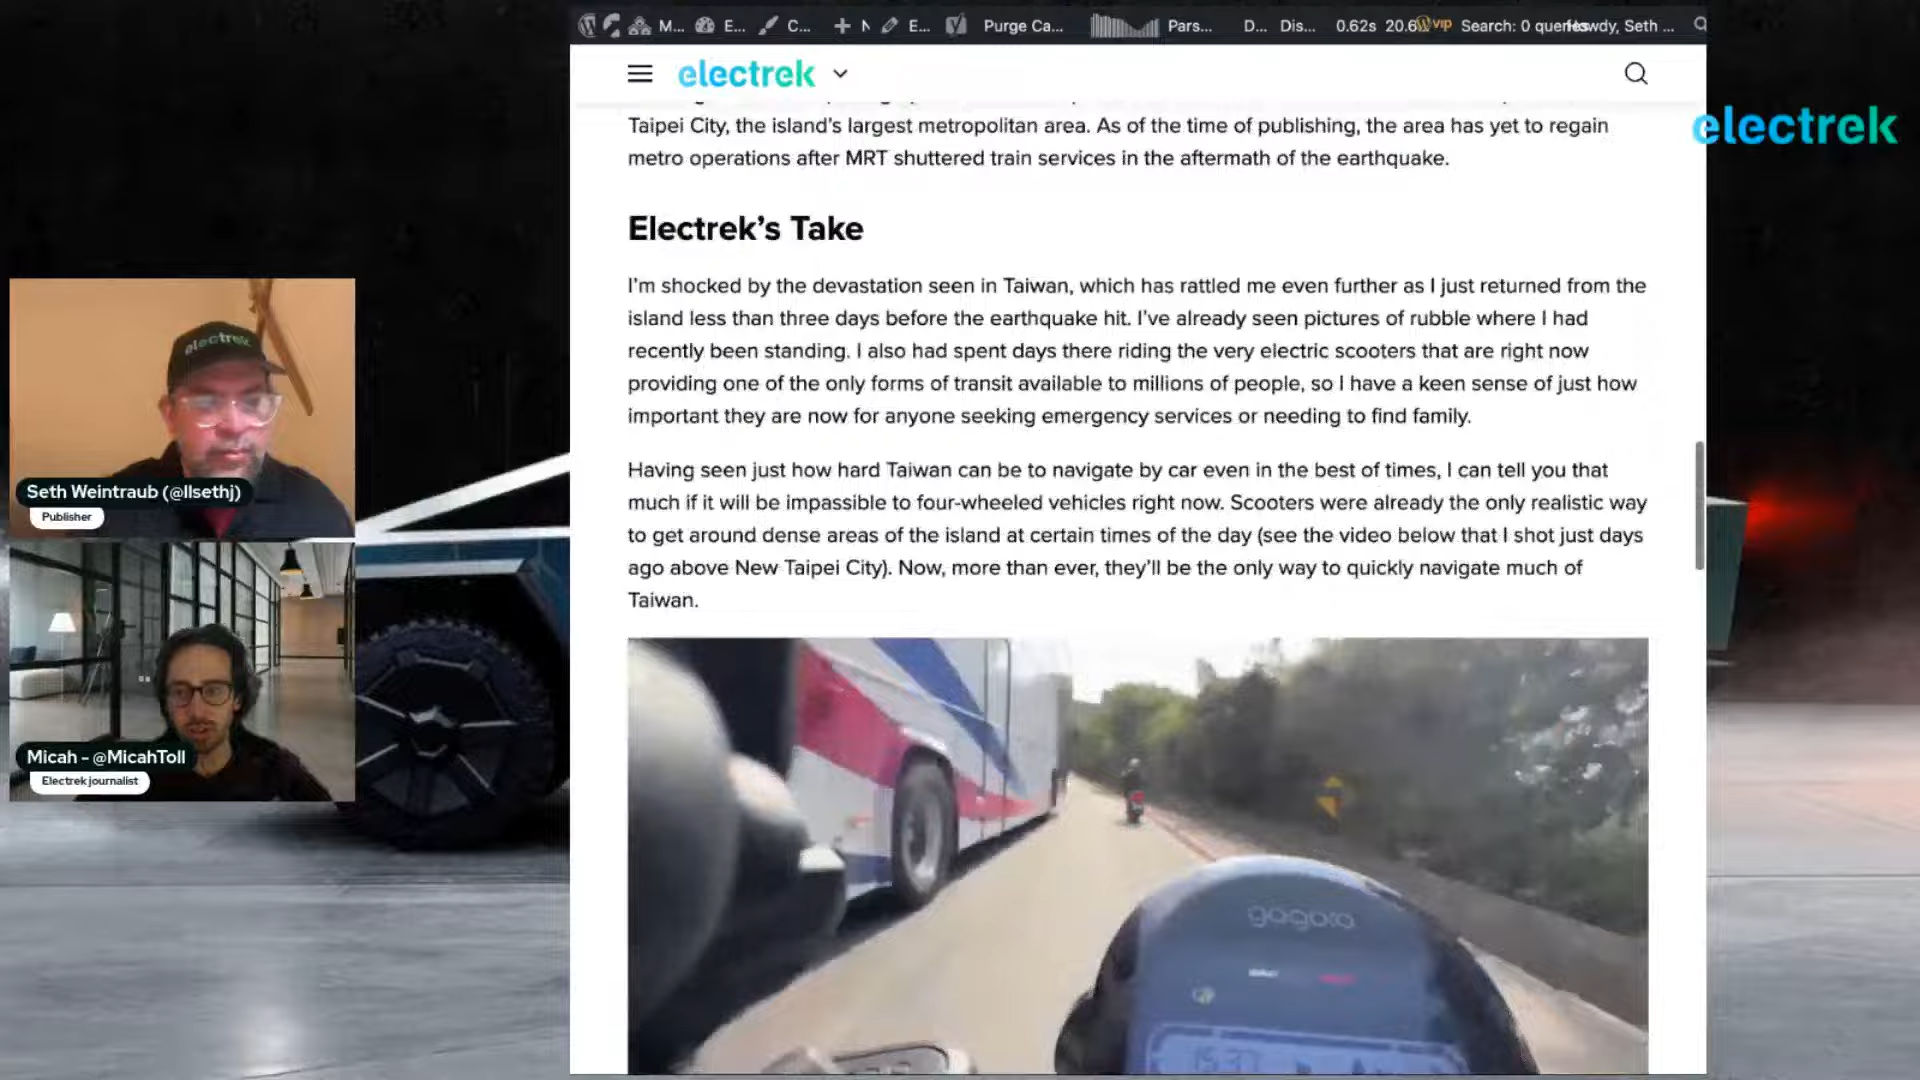 M...
E...
C...
N
E...
Purge Ca...
Pars...
D...
Dis...
0.62s
20.6
VIP
Search: 0 queries
Howdy, Seth ...
electrek
electrek
Taipei City, the island's largest metropolitan area. As of the time of publishing, the area has yet to regain
metro operations after MRT shuttered train services in the aftermath of the earthquake.
Electrek's Take
I'm shocked by the devastation seen in Taiwan, which has rattled me even further as I just returned from the
island less than three days before the earthquake hit. I've already seen pictures of rubble where I had
recently been standing. I also had spent days there riding the very electric scooters that are right now
providing one of the only forms of transit available to millions of people, so I have a keen sense of just how
important they are now for anyone seeking emergency services or needing to find family.
Having seen just how hard Taiwan can be to navigate by car even in the best of times, I can tell you that
much if it will be impassible to four-wheeled vehicles right now. Scooters were already the only realistic way
to get around dense areas of the island at certain times of the day (see the video below that I shot just days
ago above New Taipei City). Now, more than ever, they'll be the only way to quickly navigate much of
Taiwan.
gogoro
electrek
Seth Weintraub (@llsethj)
Publisher
Micah - @MicahToll
Electrek journalist